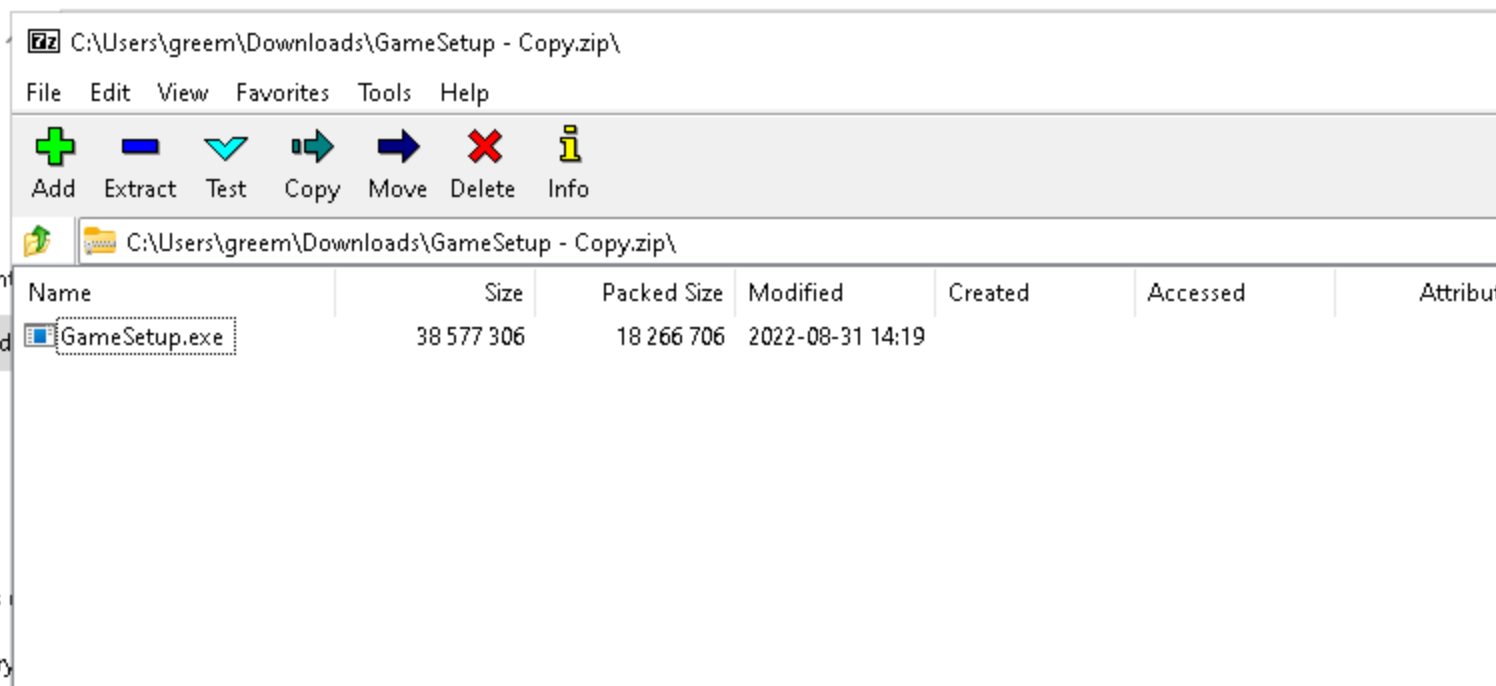 7z C:\Users\greem\Downloads\GameSetup - Copy.zip\
File Edit View Favorites Tools Help
Add Extract Test Copy Move Delete Info
C:\Users\greem\Downloads\GameSetup - Copy.zip\
Name Size Packed Size Modified Created Accessed Attribut
GameSetup.exe 38 577 306 18 266 706 2022-08-31 14:19